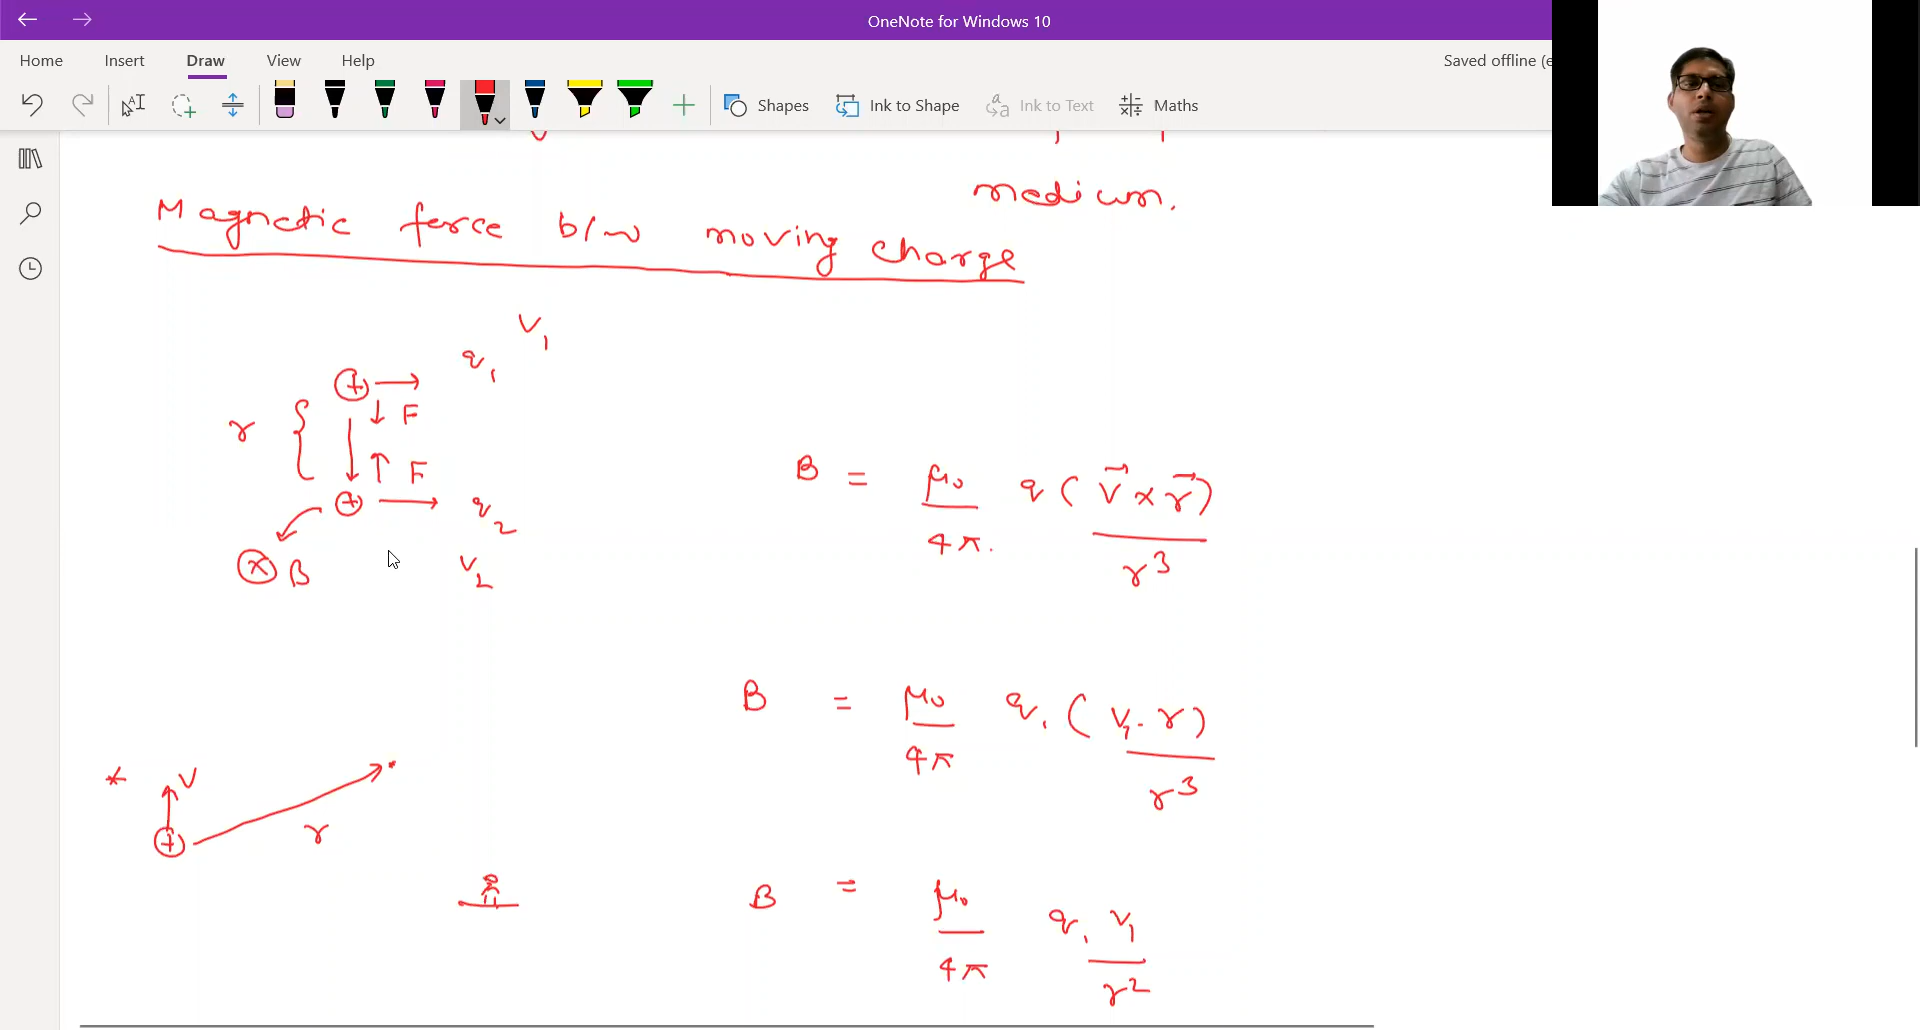 OneNote for Windows 10
Home Insert Draw View Help
Saved offline (e
Shapes Ink to Shape Ink to Text Maths
medium.
Magnetic force b/w moving charge
V₁
q₁
F
r
F
q₂
B
V₂
B = μ₀/4π. q (V⃗ × r⃗)/r³
B = μ₀/4π q₁ (V₁. r)/r³
* V
r
B = μ₀/4π q₁ V₁/r²